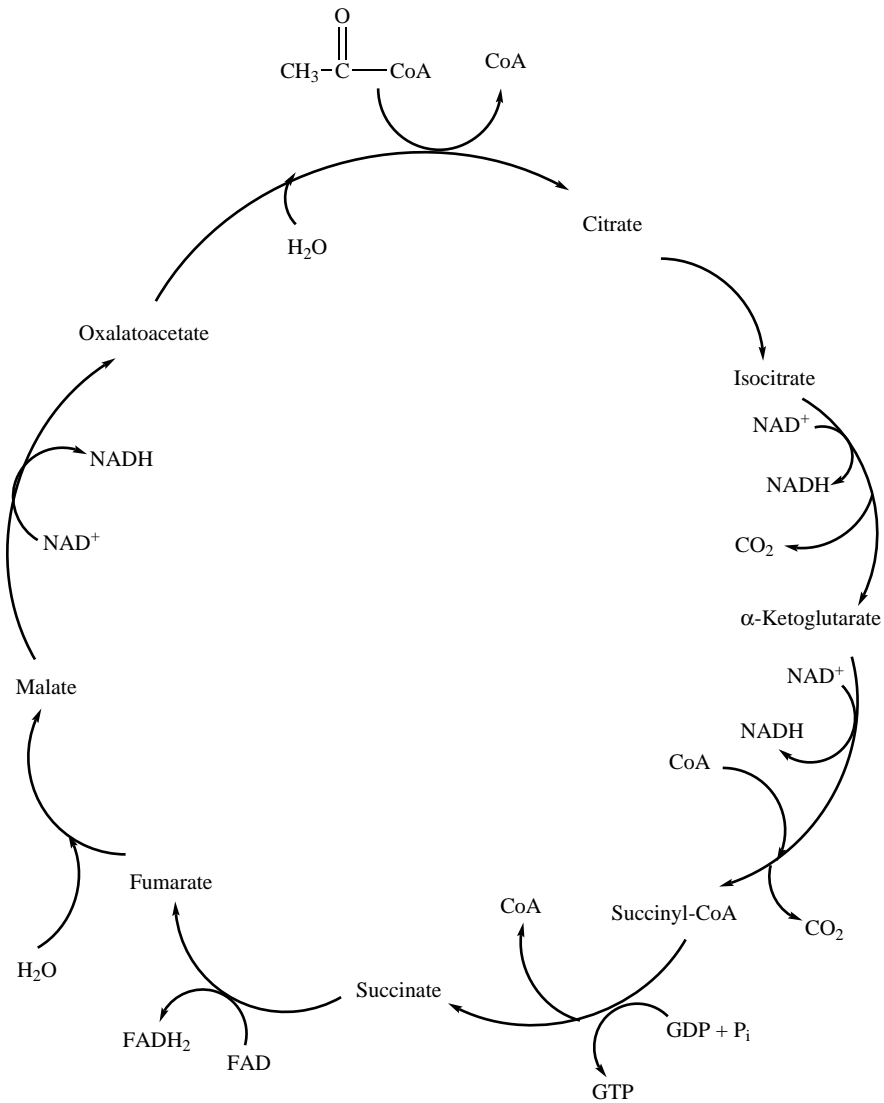 O
CH₃ C CoA
CoA
Citrate
H₂O
Oxalatoacetate
Isocitrate
NAD⁺
NADH
NADH
CO₂
NAD⁺
α-Ketoglutarate
NAD⁺
Malate
NADH
CoA
Fumarate
CoA
Succinyl-CoA
CO₂
H₂O
Succinate
FADH₂
FAD
GDP + Pᵢ
GTP